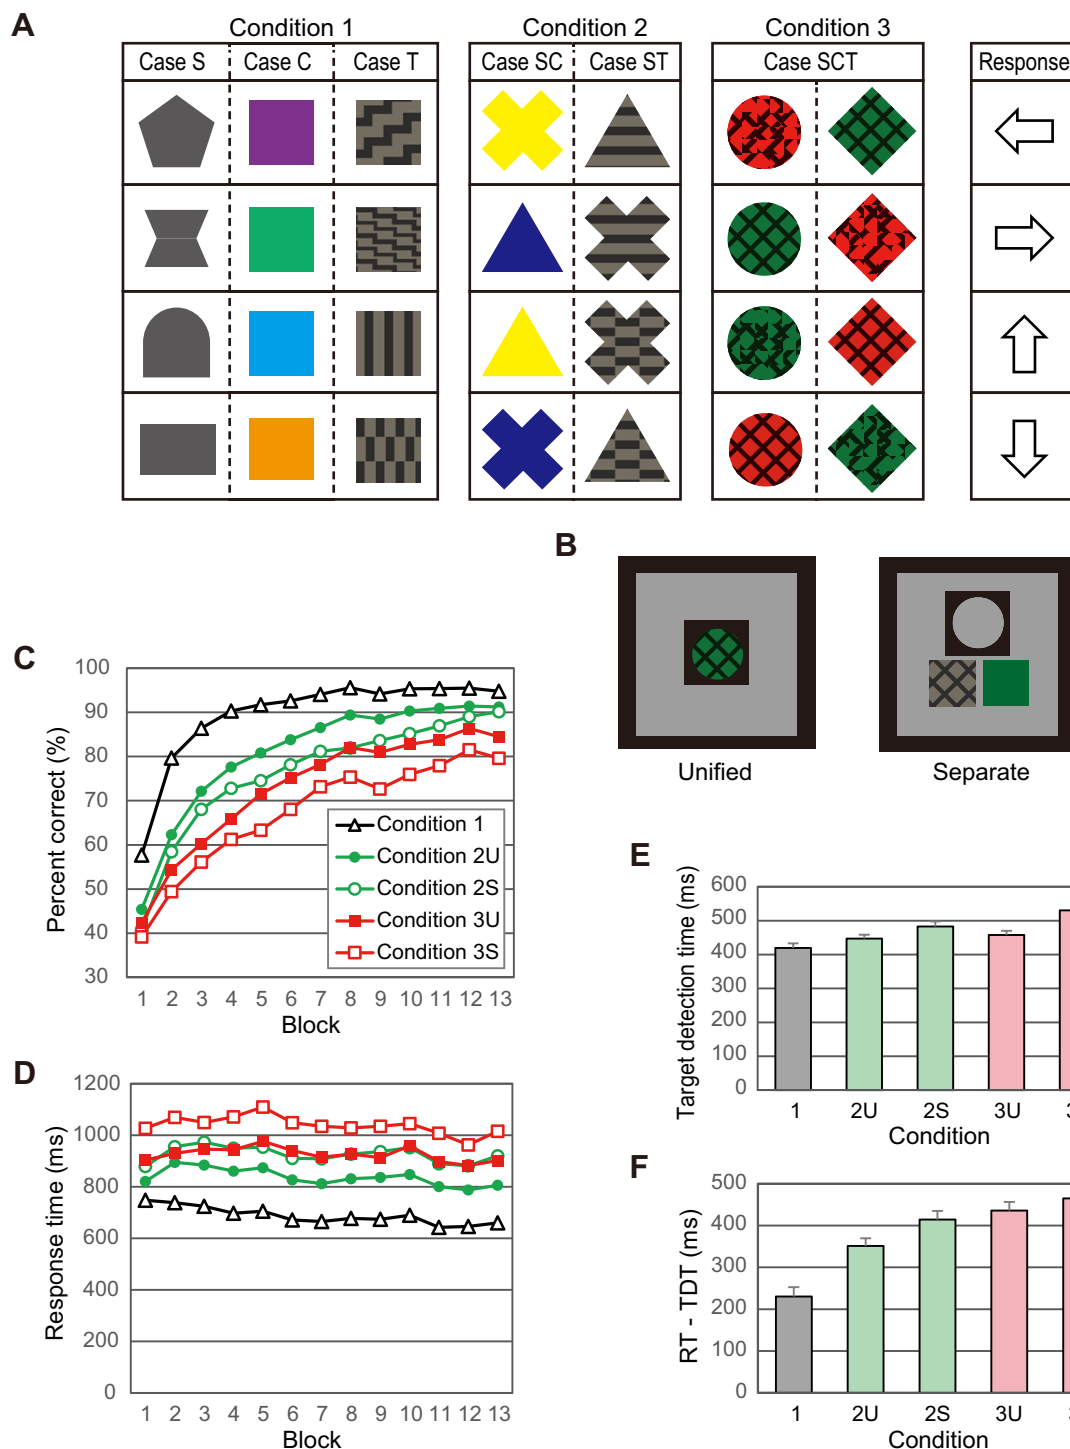 A
Condition 1
Condition 2
Condition 3
Case S
Case C
Case T
Case SC
Case ST
Case SCT
Response
B
Unified
Separate
C
100
90
80
70
60
50
40
30
Percent correct (%)
Condition 1
Condition 2U
Condition 2S
Condition 3U
Condition 3S
1 2 3 4 5 6 7 8 9 10 11 12 13
Block
D
1200
1000
800
600
400
200
0
Response time (ms)
1 2 3 4 5 6 7 8 9 10 11 12 13
Block
E
600
500
400
300
200
100
0
Target detection time (ms)
1 2U 2S 3U
Condition
F
500
400
300
200
100
0
RT - TDT (ms)
1 2U 2S 3U
Condition